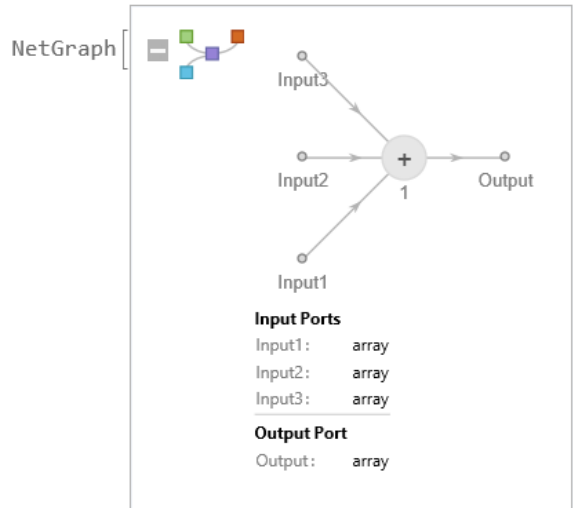 NetGraph[
Input3
+
Input2
Output
1
Input1
Input Ports
Input1: array
Input2: array
Input3: array
Output Port
Output: array